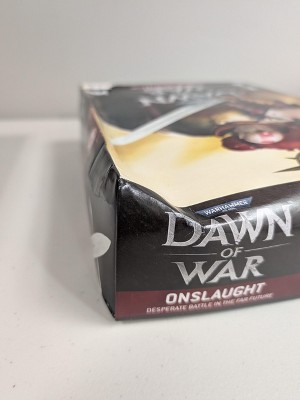 WARHAMMER
DAWN
OF
WAR
ONSLAUGHT
DESPERATE BATTLE IN THE FAR FUTURE